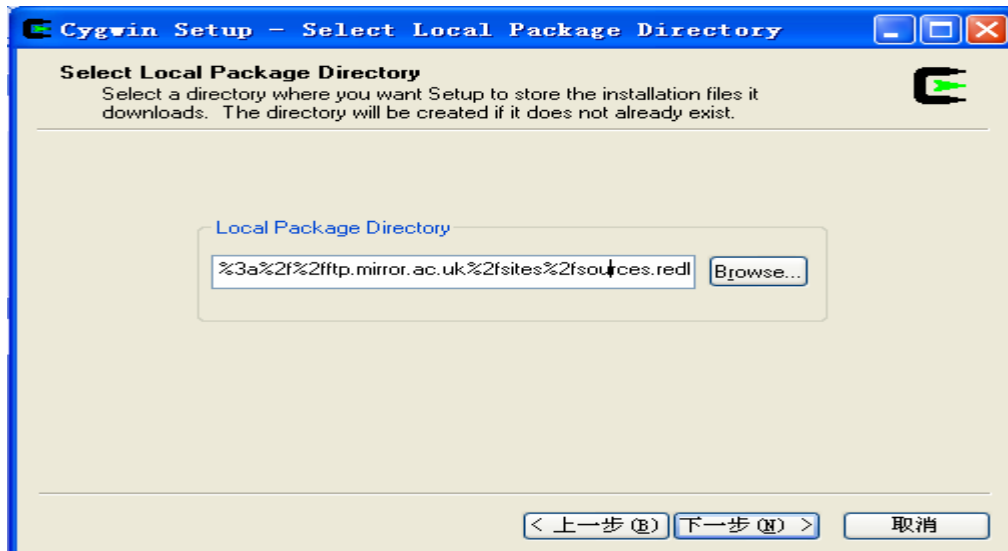 Cygwin Setup - Select Local Package Directory
Select Local Package Directory
Select a directory where you want Setup to store the installation files it
downloads. The directory will be created if it does not already exist.
Local Package Directory
%3a%2f%2fftp.mirror.ac.uk%2fsites%2fsources.redl
Browse...
< 上一步(B) 下一步(N) > 取消